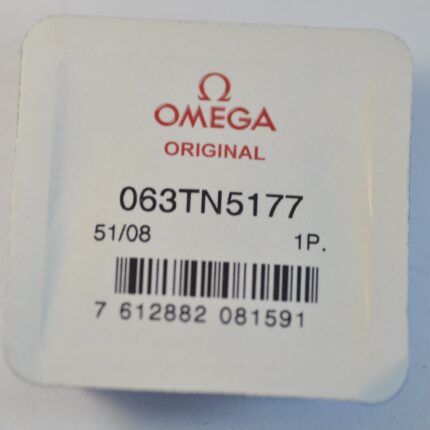 Ω
OMEGA
ORIGINAL
063TN5177
51/08 1P.
7 612882 081591